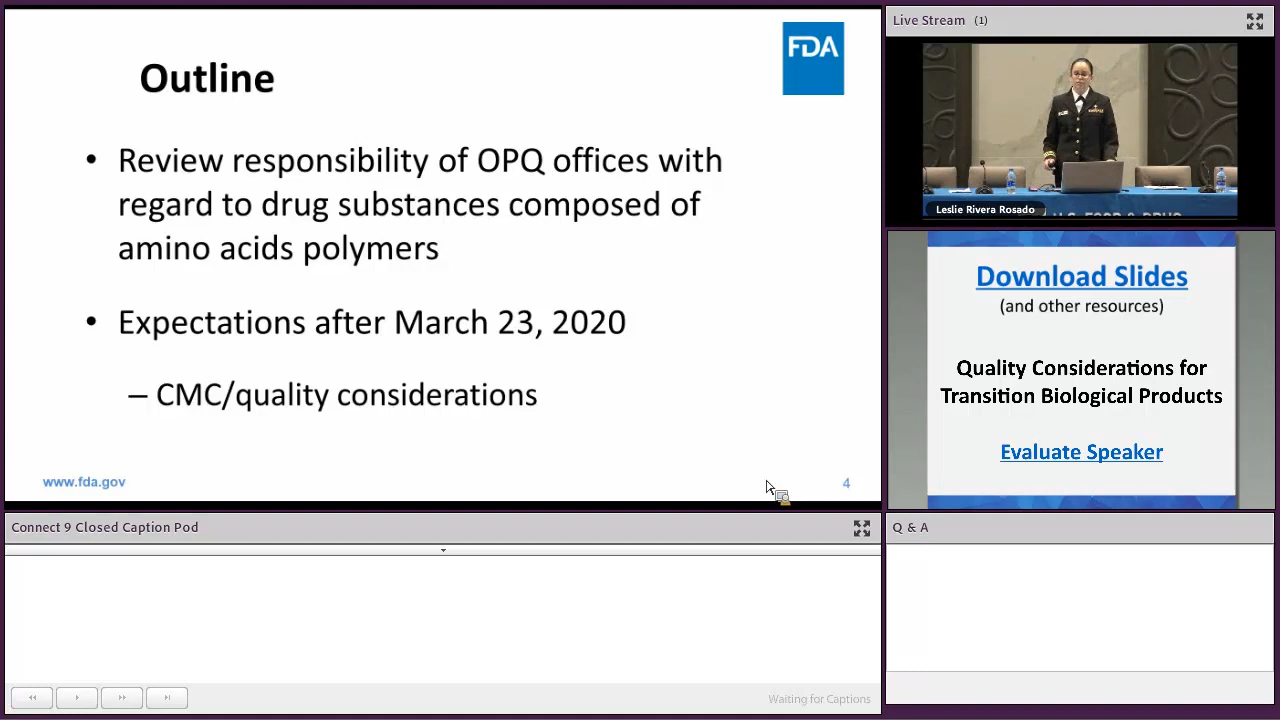 Outline
FDA
• Review responsibility of OPQ offices with
regard to drug substances composed of
amino acids polymers
• Expectations after March 23, 2020
– CMC/quality considerations
www.fda.gov
4
Live Stream (1)
Leslie Rivera Rosado
U.S. FOOD & DRUG
Download Slides
(and other resources)
Quality Considerations for
Transition Biological Products
Evaluate Speaker
Connect 9 Closed Caption Pod
Waiting for Captions
Q & A